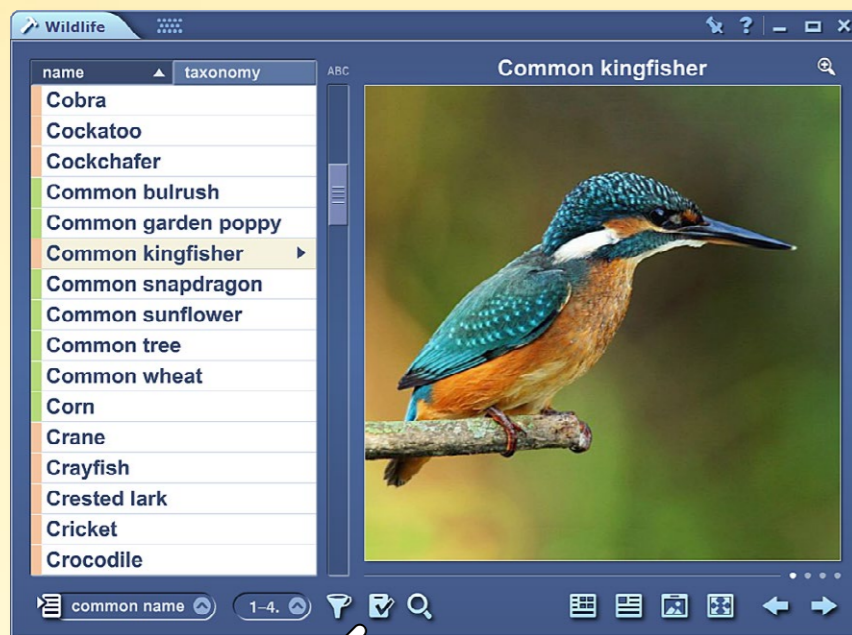 Wildlife
?
name taxonomy ABC
Common kingfisher
Cobra
Cockatoo
Cockchafer
Common bulrush
Common garden poppy
Common kingfisher
Common snapdragon
Common sunflower
Common tree
Common wheat
Corn
Crane
Crayfish
Crested lark
Cricket
Crocodile
common name 1–4.